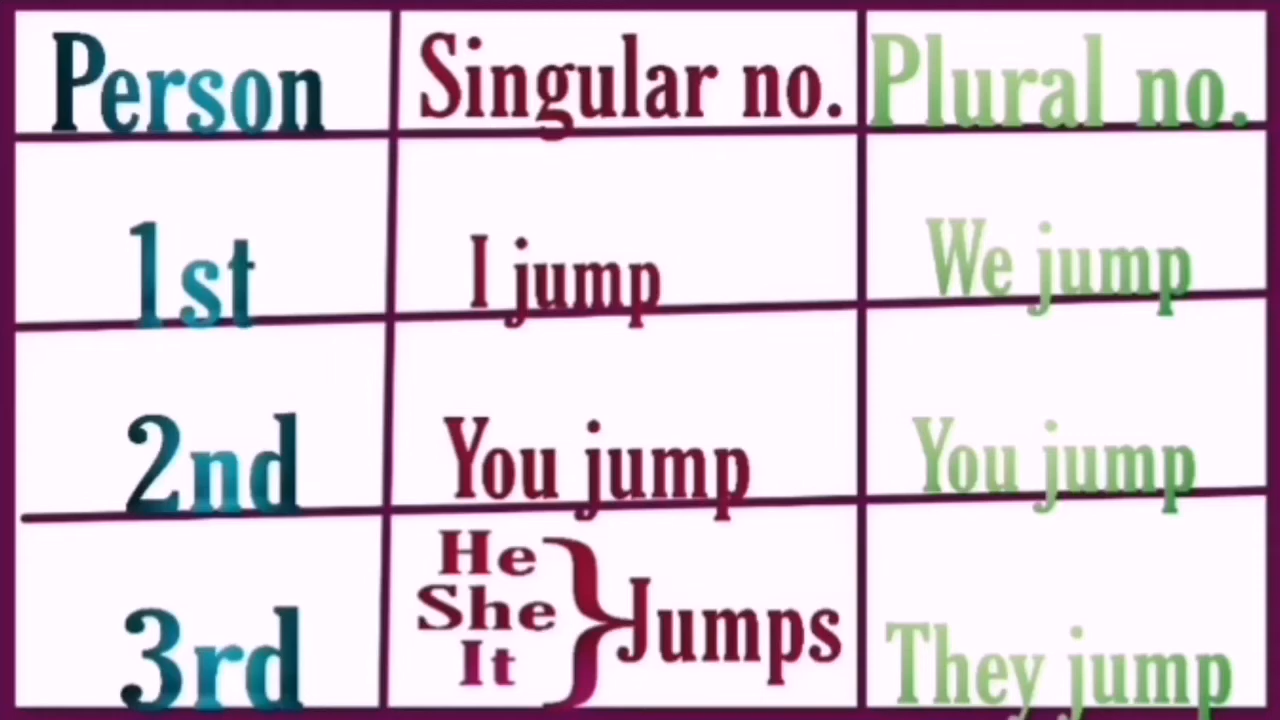 Person Singular no. Plural no.
1st I jump We jump
2nd You jump You jump
He
She
It
3rd } Jumps They jump